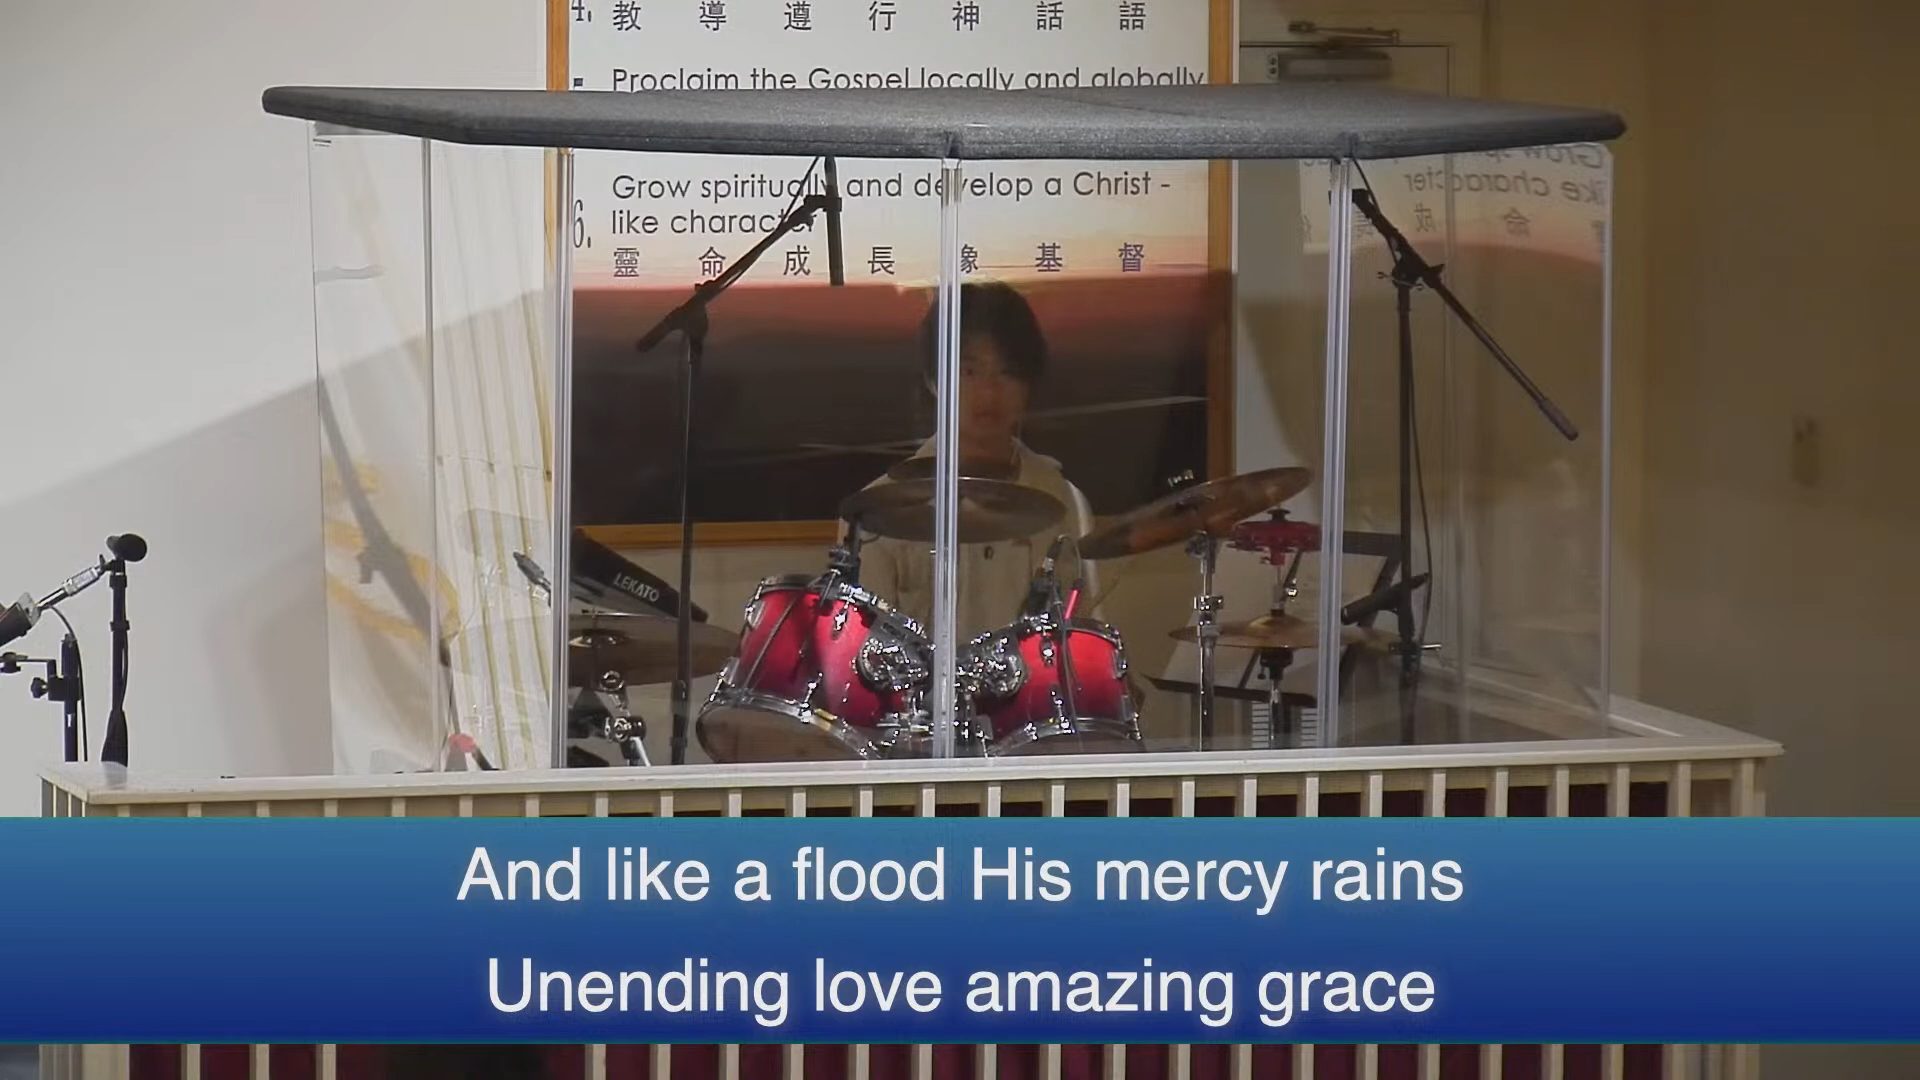 4. 教導遵行神話語
Proclaim the Gospel locally and globally
Grow spiritually and develop a Christ -
6. like character
靈命成長像基督
LEKATO
And like a flood His mercy rains
Unending love amazing grace